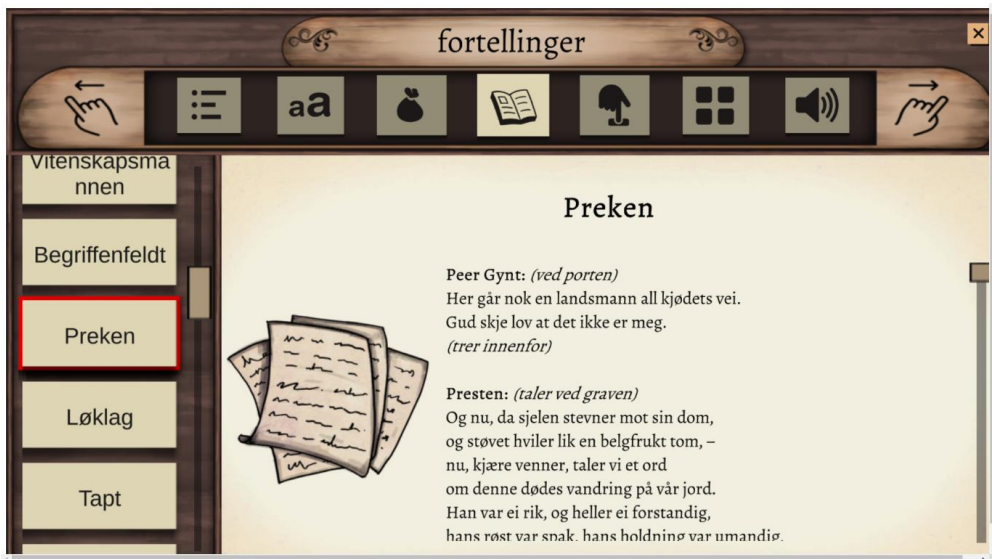 fortellinger
aa
Vitenskapsma
nnen
Begriffenfeldt
Preken
Løklag
Tapt
Preken
Peer Gynt: (ved porten)
Her går nok en landsmann all kjødets vei.
Gud skje lov at det ikke er meg.
(trer innenfor)
Presten: (taler ved graven)
Og nu, da sjelen stevner mot sin dom,
og støvet hviler lik en belgfrukt tom, –
nu, kjære venner, taler vi et ord
om denne dødes vandring på vår jord.
Han var ei rik, og heller ei forstandig,
hans røst var spak, hans holdning var umandig,